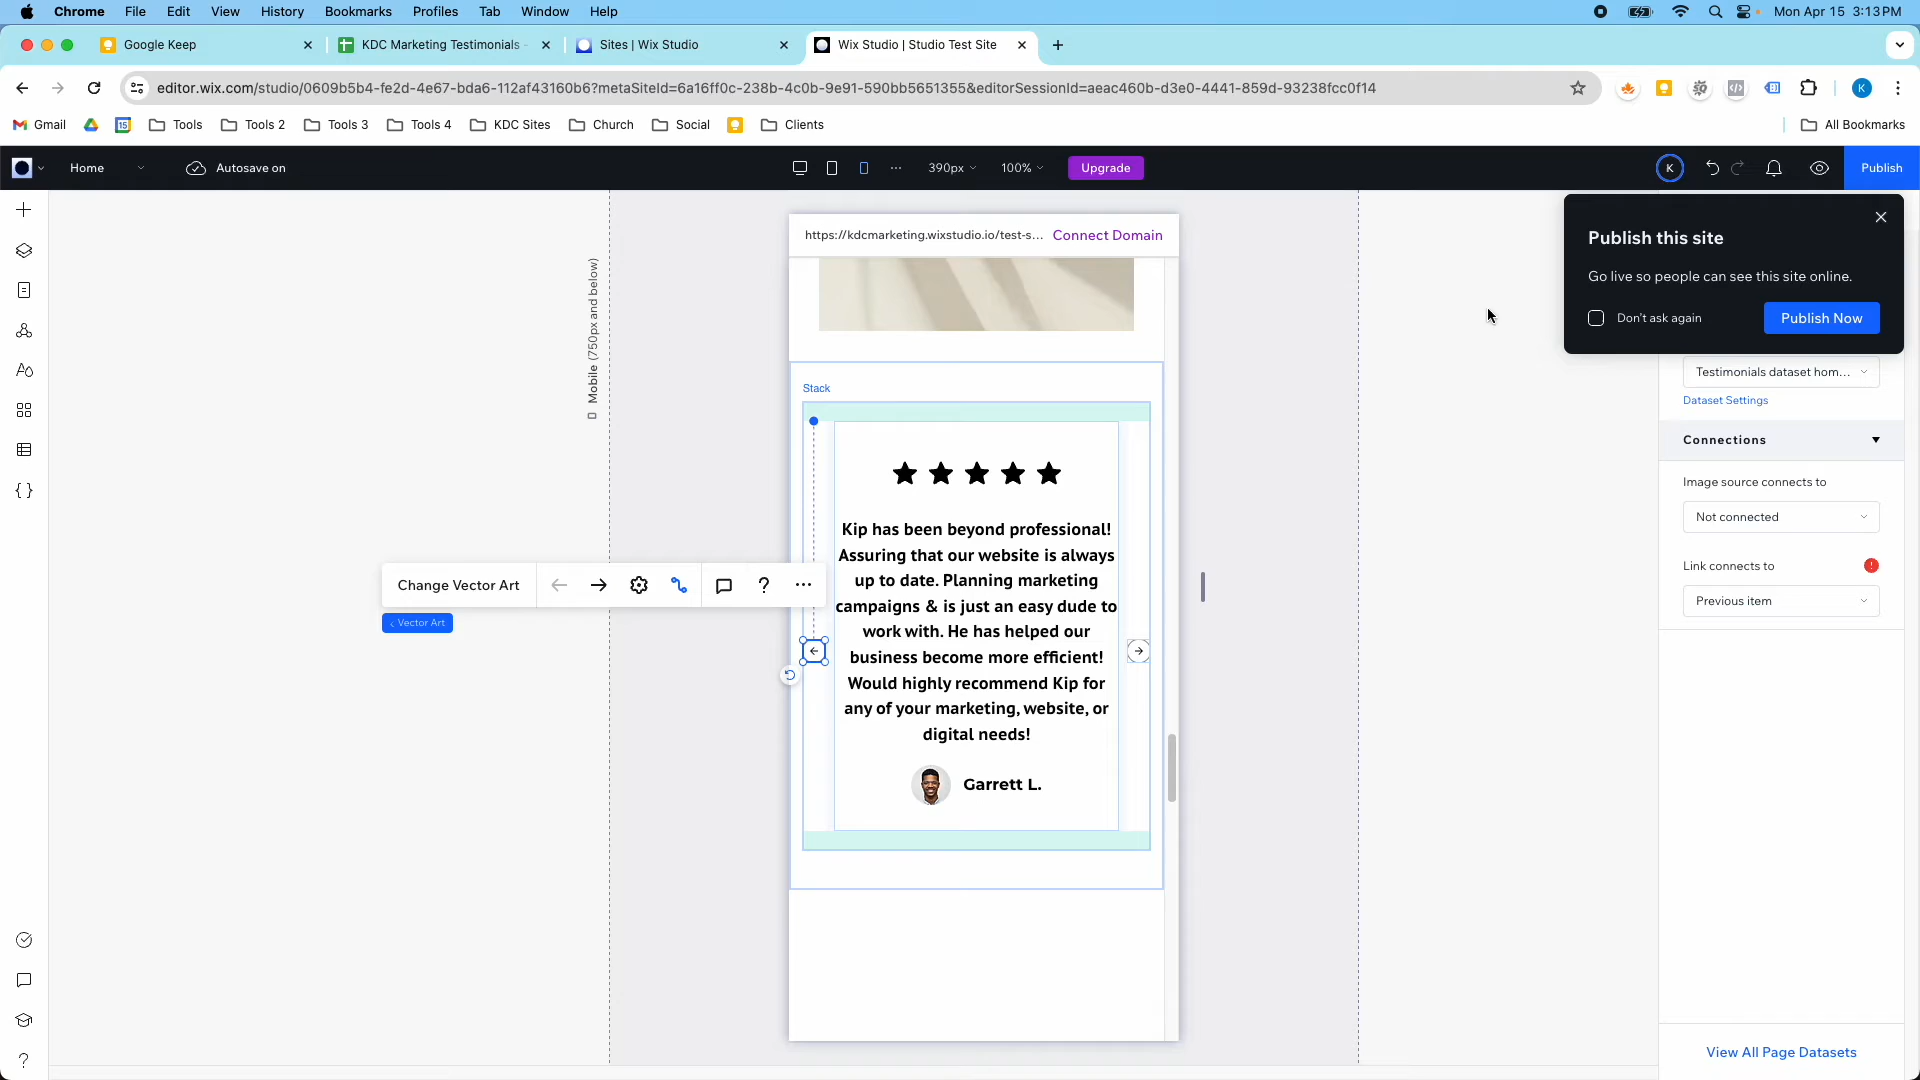 Chrome File Edit View History Bookmarks Profiles Tab Window Help
Mon Apr 15 3:13PM
Google Keep
KDC Marketing Testimonials -
Sites | Wix Studio
Wix Studio | Studio Test Site
editor.wix.com/studio/0609b5b4-fe2d-4e67-bda6-112af43160b6?metaSiteId=6a16ff0c-238b-4c0b-9e91-590bb5651355&editorSessionId=aeac460b-d3e0-4441-859d-93238fcc0f14
K
Gmail
15
Tools
Tools 2
Tools 3
Tools 4
KDC Sites
Church
Social
Clients
All Bookmarks
Home
Autosave on
390px
100%
Upgrade
K
Publish
https://kdcmarketing.wixstudio.io/test-s...
Connect Domain
Publish this site
Go live so people can see this site online.
Don't ask again
Publish Now
Mobile (750px and below)
Stack
Kip has been beyond professional!
Assuring that our website is always
up to date. Planning marketing
campaigns & is just an easy dude to
work with. He has helped our
business become more efficient!
Would highly recommend Kip for
any of your marketing, website, or
digital needs!
Garrett L.
Change Vector Art
< Vector Art
Testimonials dataset hom...
Dataset Settings
Connections
Image source connects to
Not connected
Link connects to
Previous item
View All Page Datasets